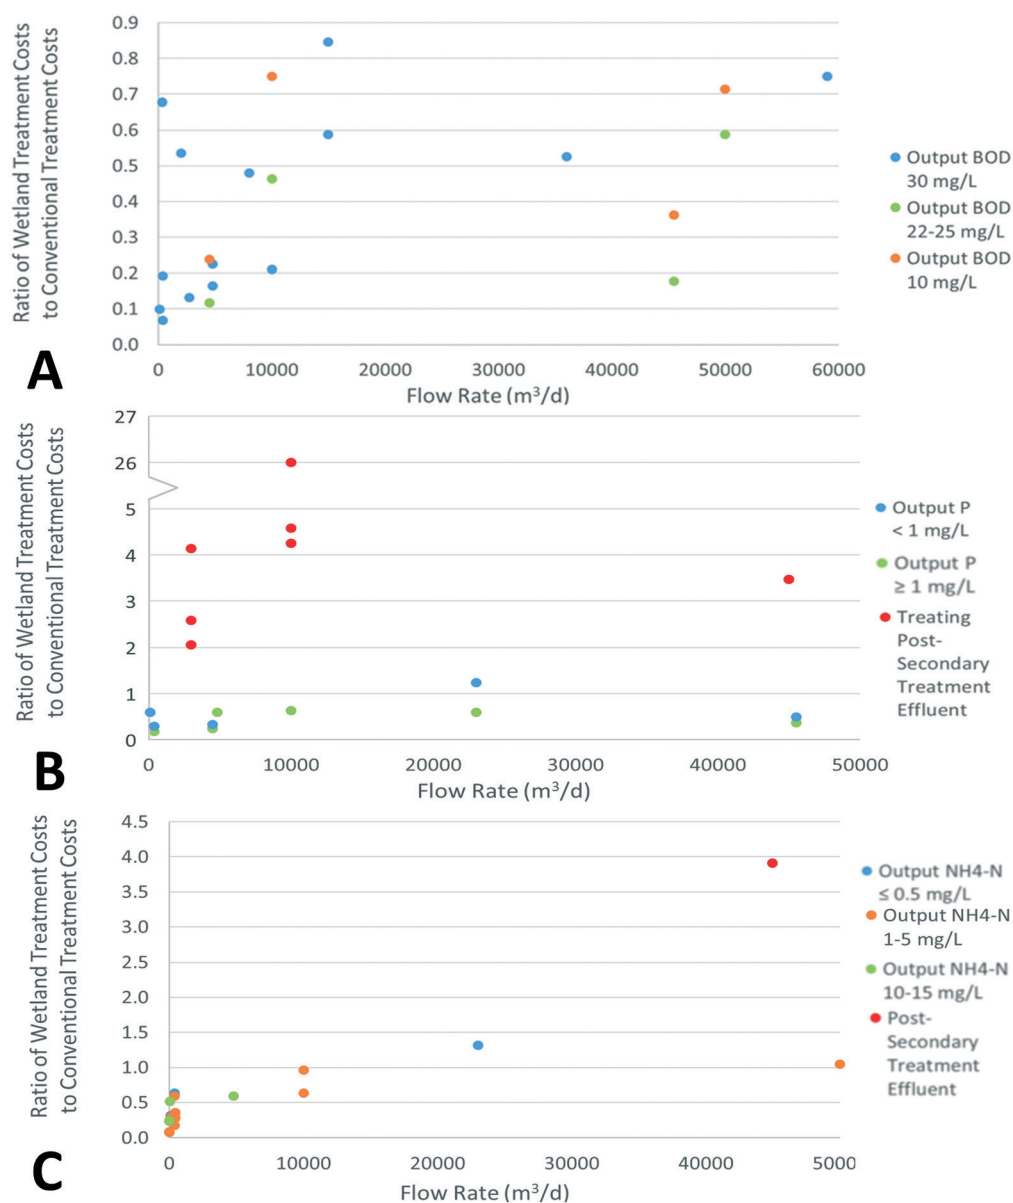 Ratio of Wetland Treatment Costs
to Conventional Treatment Costs
0.9
0.8
0.7
0.6
0.5
0.4
0.3
0.2
0.1
0.0
0 10000 20000 30000 40000 50000 60000
Flow Rate (m³/d)
Output BOD
30 mg/L
Output BOD
22-25 mg/L
Output BOD
10 mg/L
A
Ratio of Wetland Treatment Costs
to Conventional Treatment Costs
27
26
5
4
3
2
1
0
0 10000 20000 30000 40000 50000
Flow Rate (m³/d)
Output P
< 1 mg/L
Output P
≥ 1 mg/L
Treating
Post-
Secondary
Treatment
Effluent
B
Ratio of Wetland Treatment Costs
to Conventional Treatment Costs
4.5
4.0
3.5
3.0
2.5
2.0
1.5
1.0
0.5
0.0
0 10000 20000 30000 40000 50000
Flow Rate (m³/d)
Output NH4-N
≤ 0.5 mg/L
Output NH4-N
1-5 mg/L
Output NH4-N
10-15 mg/L
Post-
Secondary
Treatment
Effluent
C